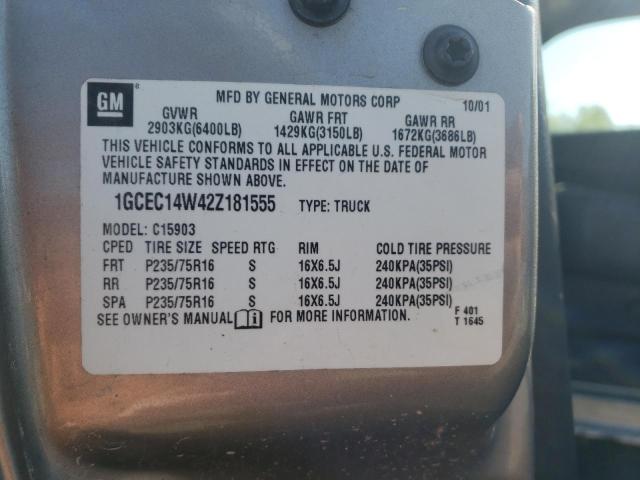 GM ®
MFD BY GENERAL MOTORS CORP 10/01
GVWR GAWR FRT GAWR RR
2903KG(6400LB) 1429KG(3150LB) 1672KG(3686LB)
THIS VEHICLE CONFORMS TO ALL APPLICABLE U.S. FEDERAL MOTOR
VEHICLE SAFETY STANDARDS IN EFFECT ON THE DATE OF
MANUFACTURE SHOWN ABOVE.
1GCEC14W42Z181555 TYPE: TRUCK
MODEL: C15903
CPED TIRE SIZE SPEED RTG RIM COLD TIRE PRESSURE
FRT P235/75R16 S 16X6.5J 240KPA(35PSI)
RR P235/75R16 S 16X6.5J 240KPA(35PSI)
SPA P235/75R16 S 16X6.5J 240KPA(35PSI)
SEE OWNER'S MANUAL FOR MORE INFORMATION.
F 401
T 1645